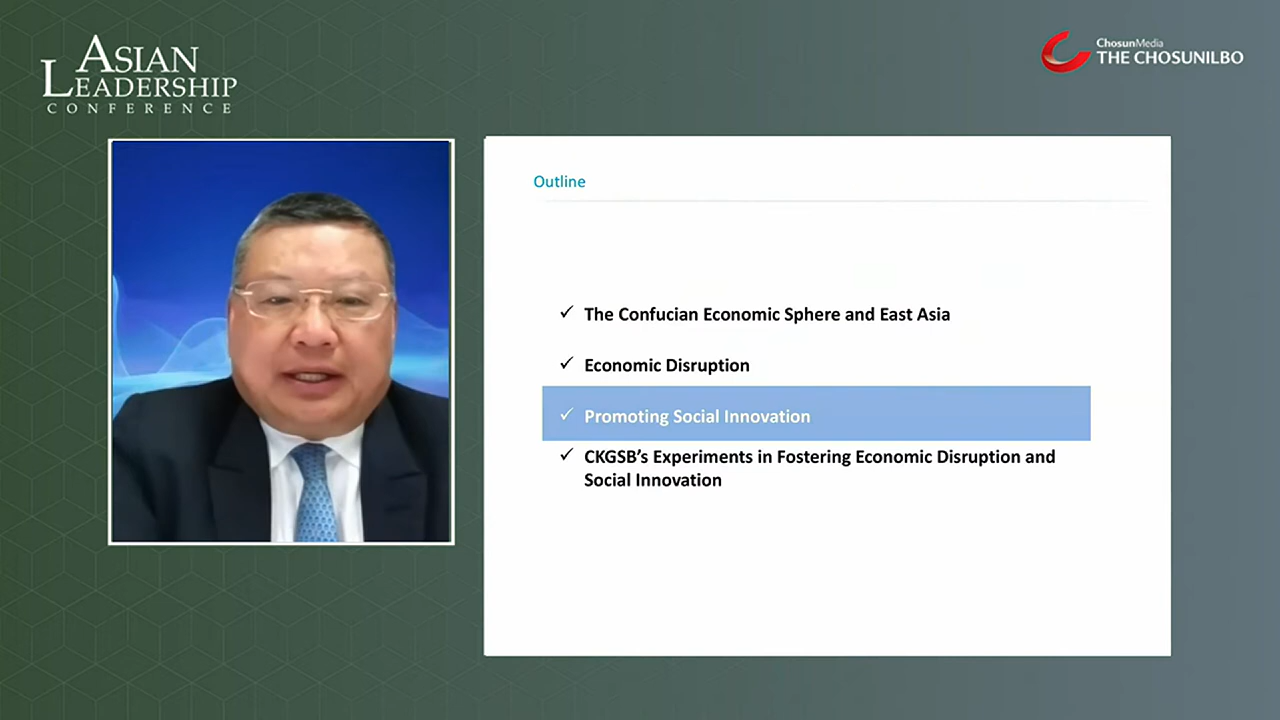 ASIAN
LEADERSHIP
CONFERENCE
ChosunMedia
THE CHOSUNILBO
Outline
✓ The Confucian Economic Sphere and East Asia
✓ Economic Disruption
✓ Promoting Social Innovation
✓ CKGSB’s Experiments in Fostering Economic Disruption and
Social Innovation